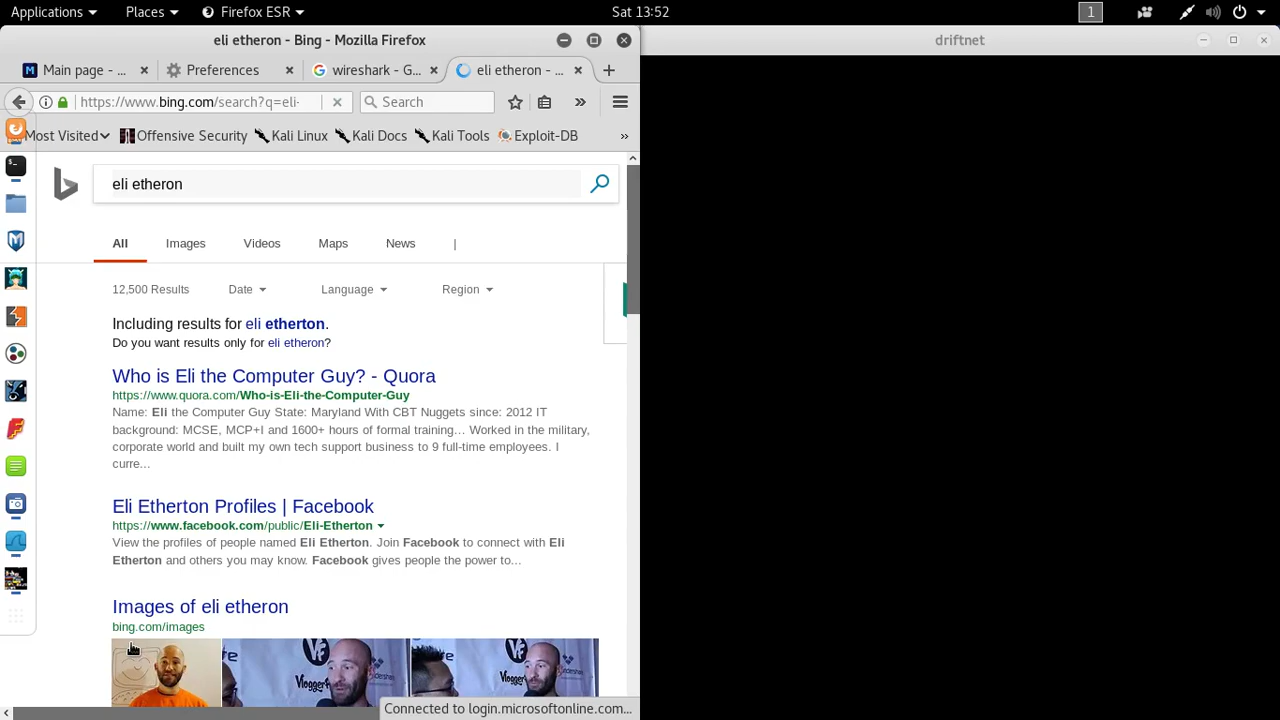 Applications Places Firefox ESR Sat 13:52 1
eli etheron - Bing - Mozilla Firefox
driftnet
Main page - ... Preferences wireshark - G... eli etheron - ...
https://www.bing.com/search?q=eli- Search
Most Visited Offensive Security Kali Linux Kali Docs Kali Tools Exploit-DB »
eli etheron
All Images Videos Maps News |
12,500 Results Date Language Region
Including results for eli etherton.
Do you want results only for eli etheron?
Who is Eli the Computer Guy? - Quora
https://www.quora.com/Who-is-Eli-the-Computer-Guy
Name: Eli the Computer Guy State: Maryland With CBT Nuggets since: 2012 IT
background: MCSE, MCP+I and 1600+ hours of formal training... Worked in the military,
corporate world and built my own tech support business to 9 full-time employees. I
curre...
Eli Etherton Profiles | Facebook
https://www.facebook.com/public/Eli-Etherton
View the profiles of people named Eli Etherton. Join Facebook to connect with Eli
Etherton and others you may know. Facebook gives people the power to...
Images of eli etheron
bing.com/images
Connected to login.microsoftonline.com...